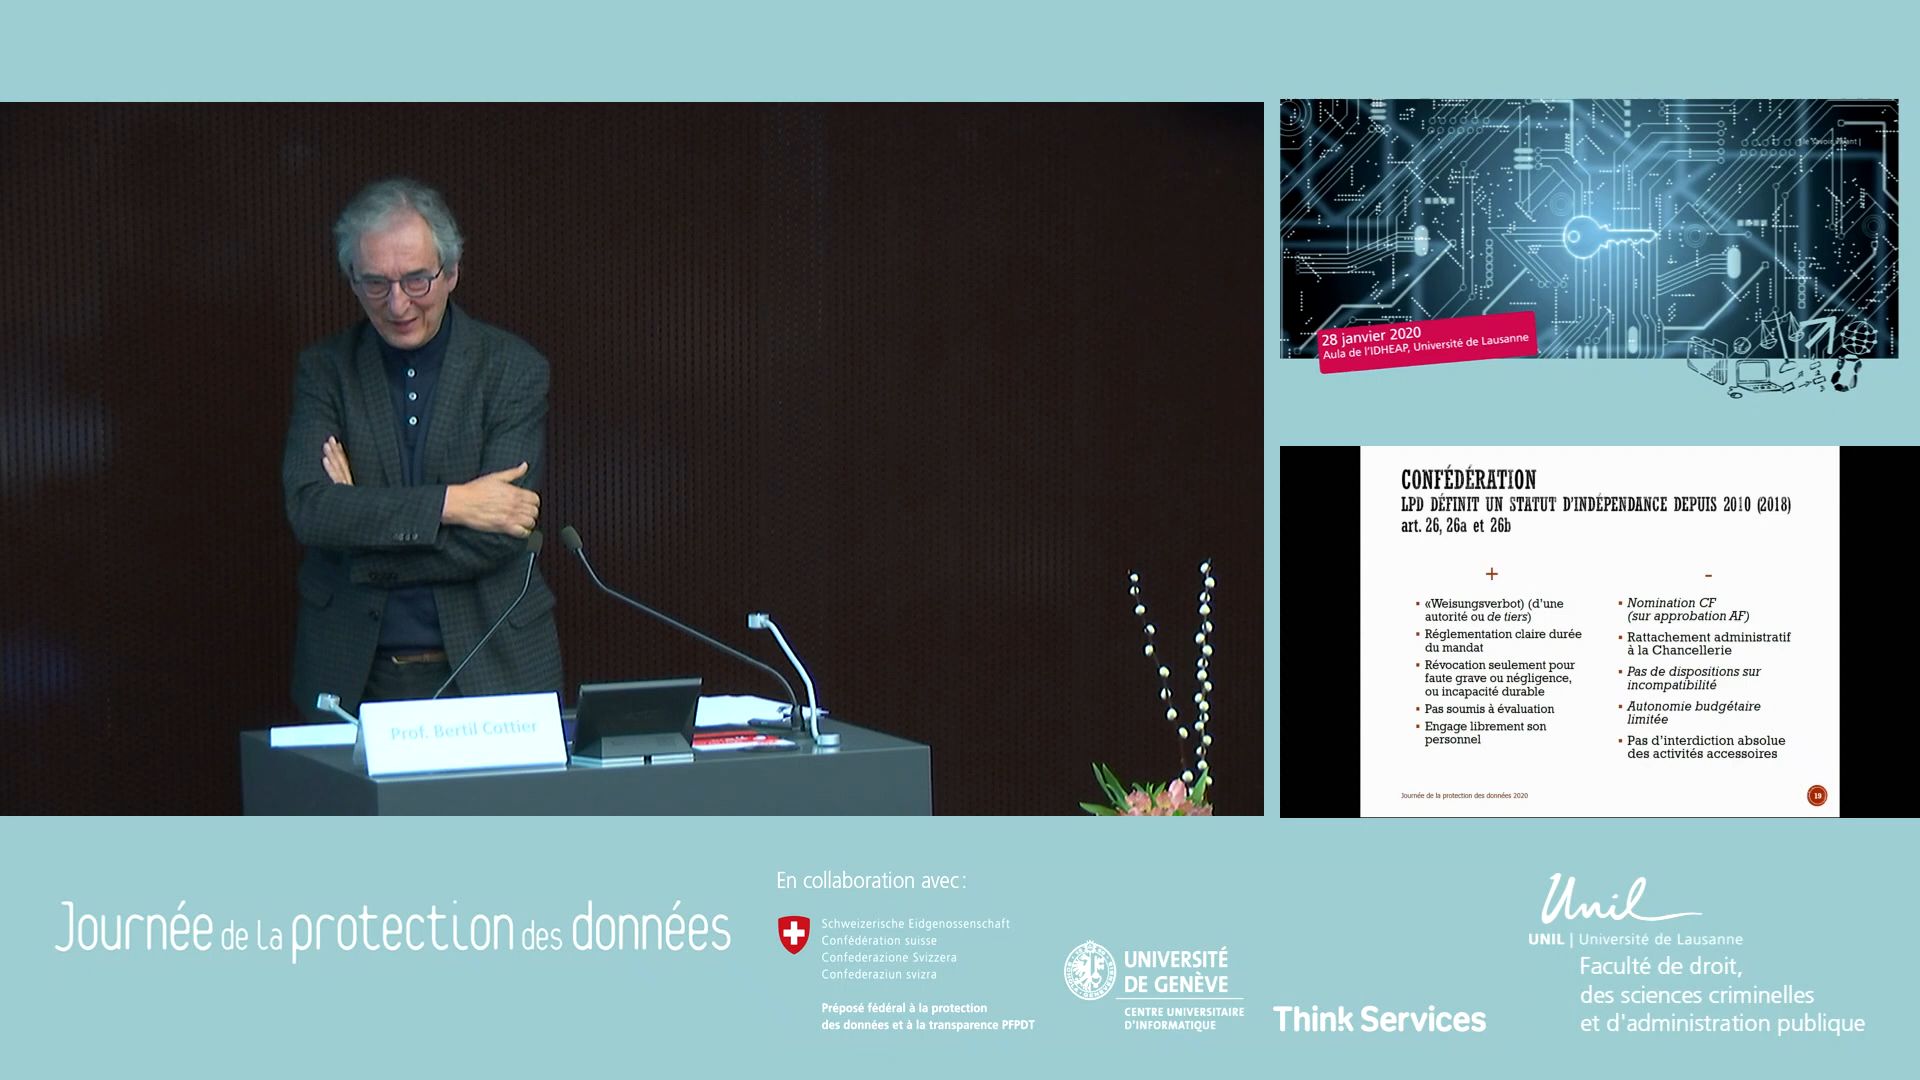 | le savoir vivant |
28 janvier 2020
Aula de l'IDHEAP, Université de Lausanne
CONFÉDÉRATION
LPD DÉFINIT UN STATUT D'INDÉPENDANCE DEPUIS 2010 (2018)
art. 26, 26a et 26b
+
▪ «Weisungsverbot) (d'une
autorité ou de tiers)
▪ Réglementation claire durée
du mandat
▪ Révocation seulement pour
faute grave ou négligence,
ou incapacité durable
▪ Pas soumis à évaluation
▪ Engage librement son
personnel
-
▪ Nomination CF
(sur approbation AF)
▪ Rattachement administratif
à la Chancellerie
▪ Pas de dispositions sur
incompatibilité
▪ Autonomie budgétaire
limitée
▪ Pas d'interdiction absolue
des activités accessoires
Journée de la protection des données 2020
19
Prof. Bertil Cottier
Journée de la protection des données
En collaboration avec :
Schweizerische Eidgenossenschaft
Confédération suisse
Confederazione Svizzera
Confederaziun svizra
Préposé fédéral à la protection
des données et à la transparence PFPDT
UNIVERSITÉ
DE GENÈVE
CENTRE UNIVERSITAIRE
D'INFORMATIQUE
Think Services
Unil
UNIL | Université de Lausanne
Faculté de droit,
des sciences criminelles
et d'administration publique